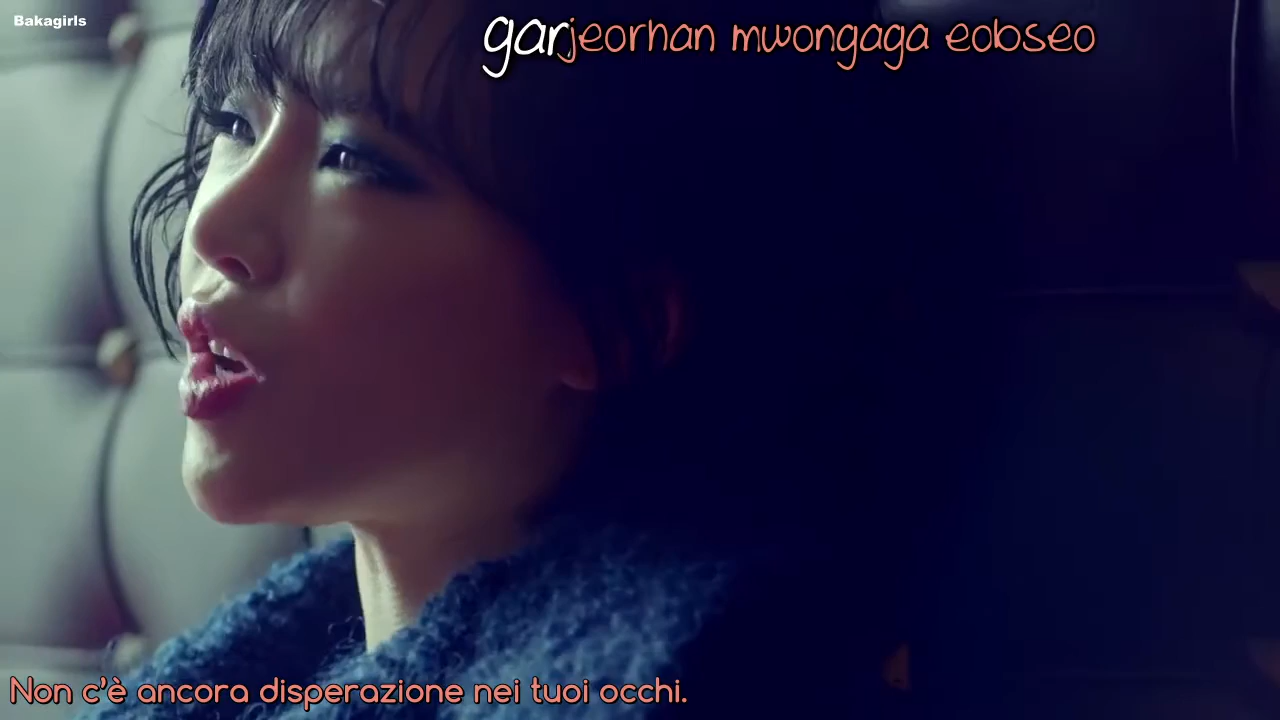 Bakagirls
garjeorhan mwongaga eobseo
Non c'è ancora disperazione nei tuoi occhi.